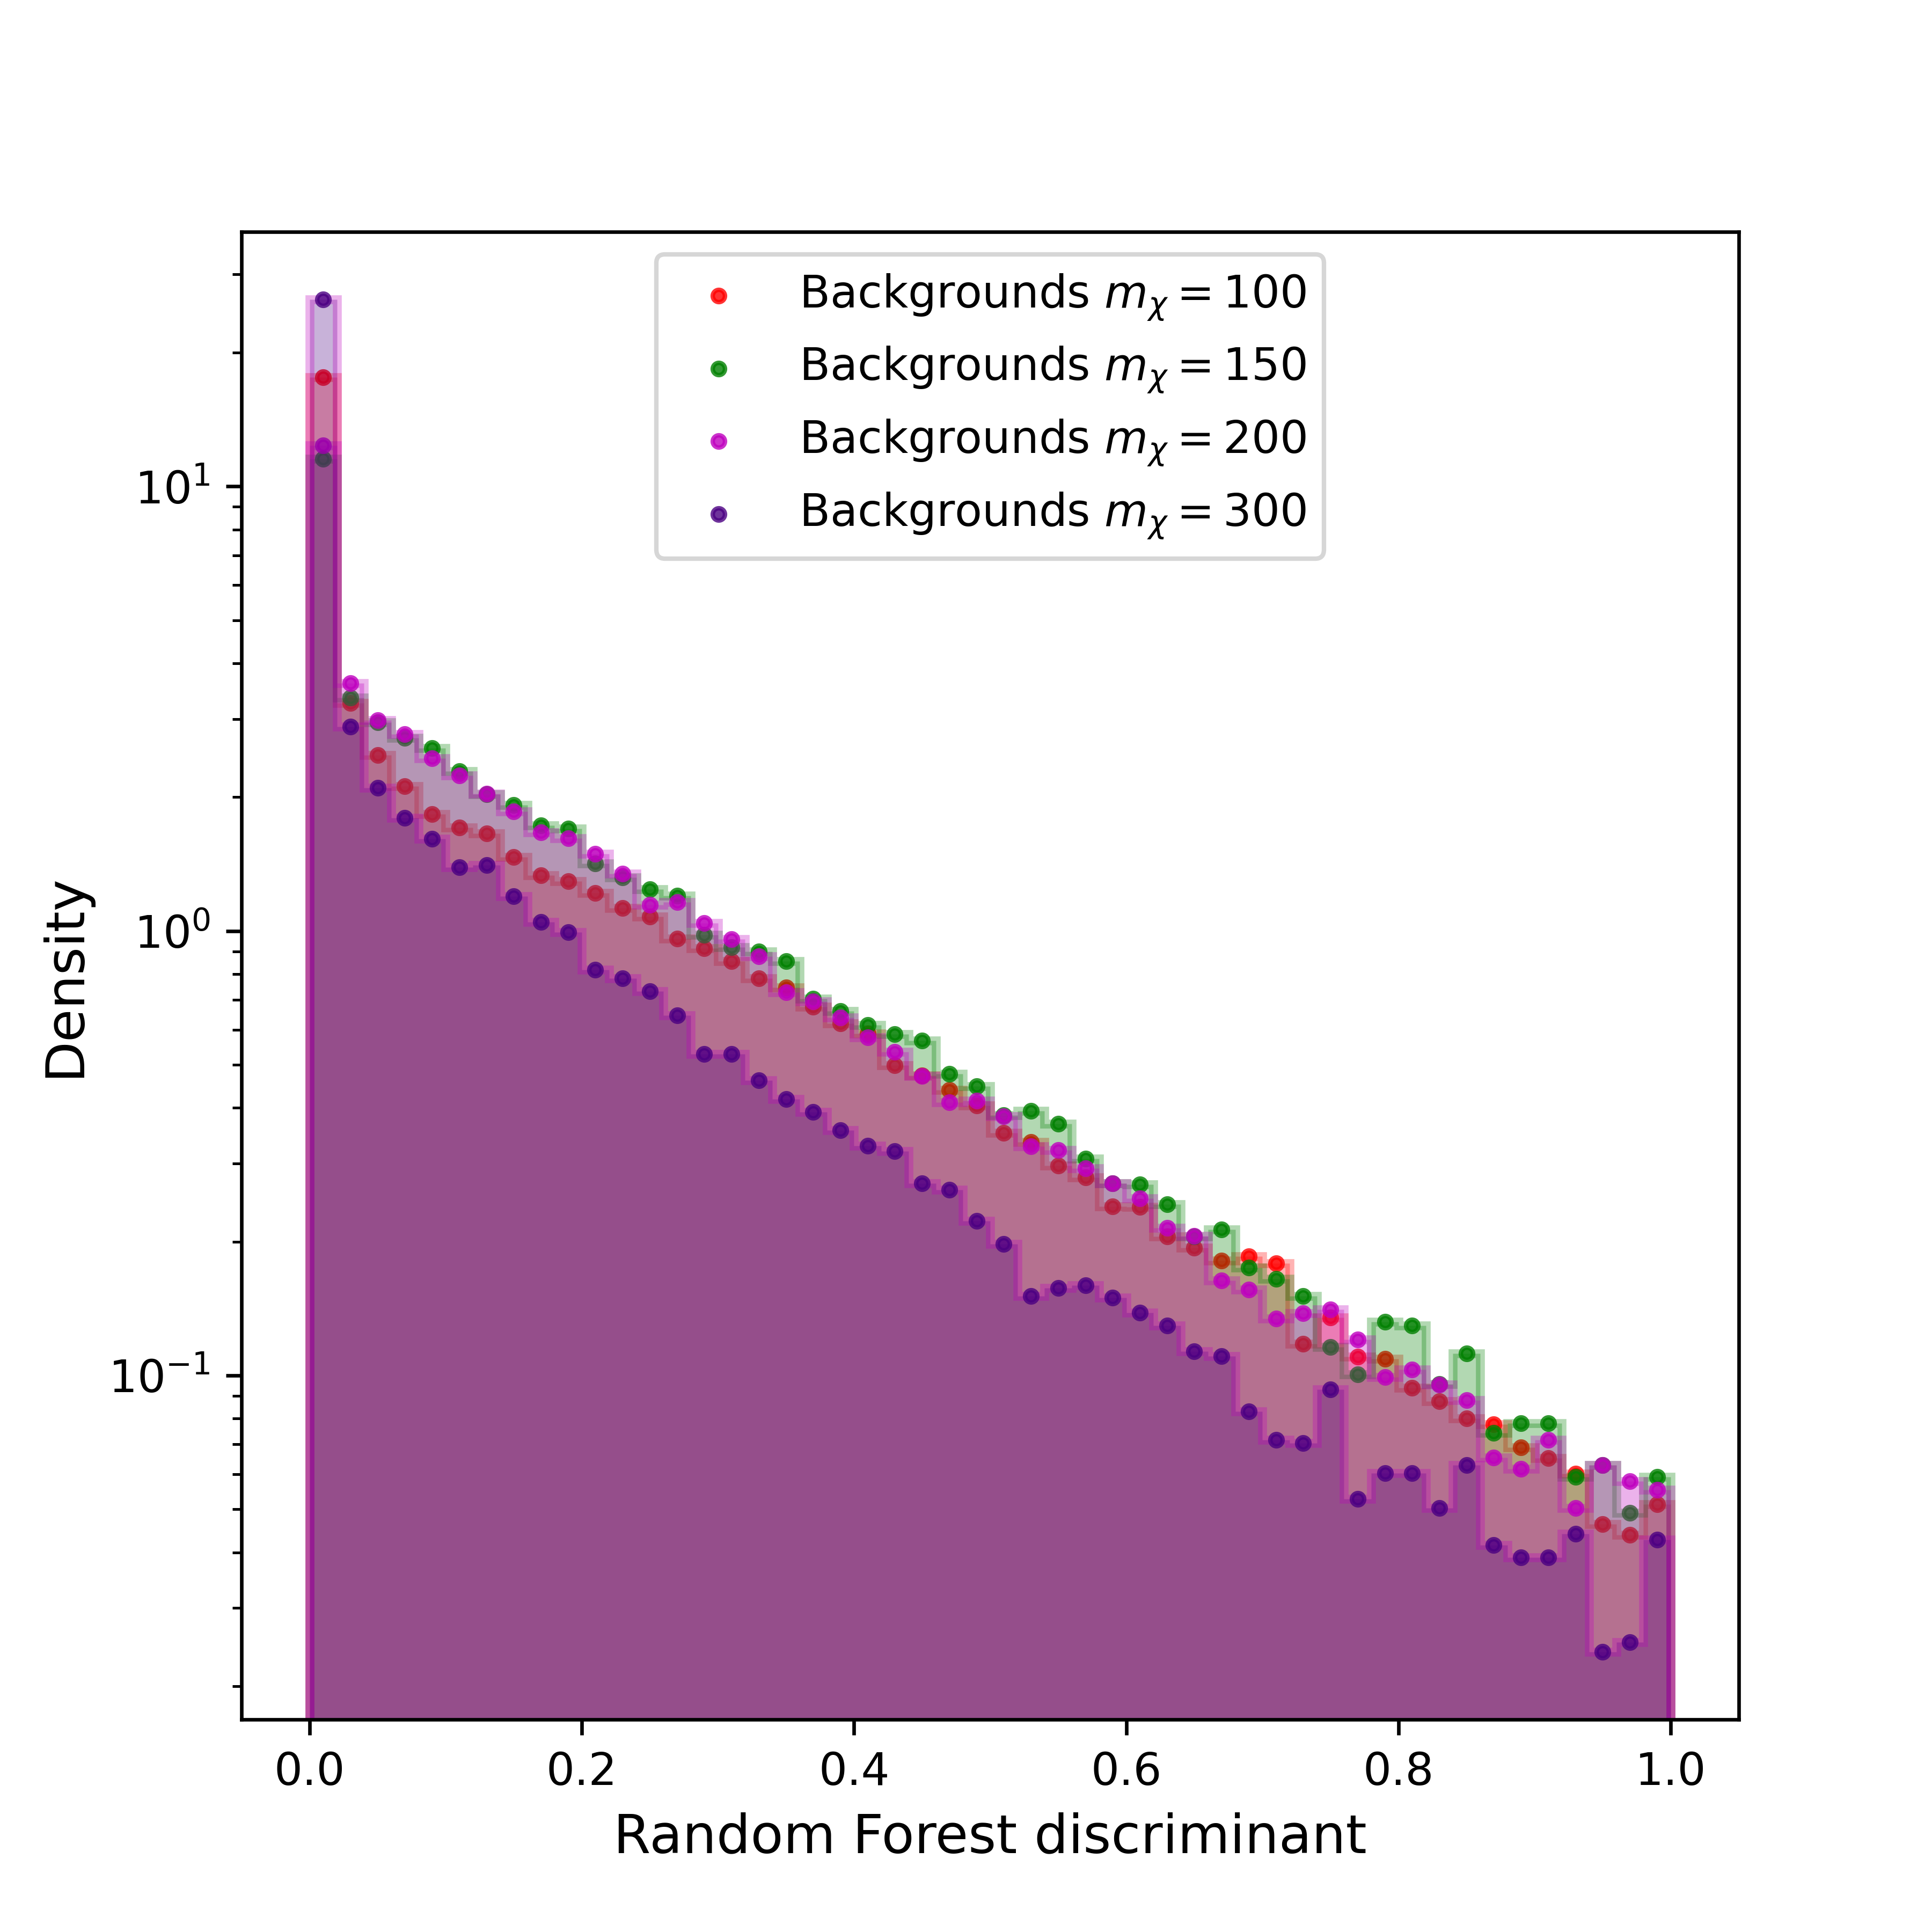 Backgrounds $m_\chi = 100$
Backgrounds $m_\chi = 150$
Backgrounds $m_\chi = 200$
Backgrounds $m_\chi = 300$
Density
$10^1$
$10^0$
$10^{-1}$
0.0 0.2 0.4 0.6 0.8 1.0
Random Forest discriminant